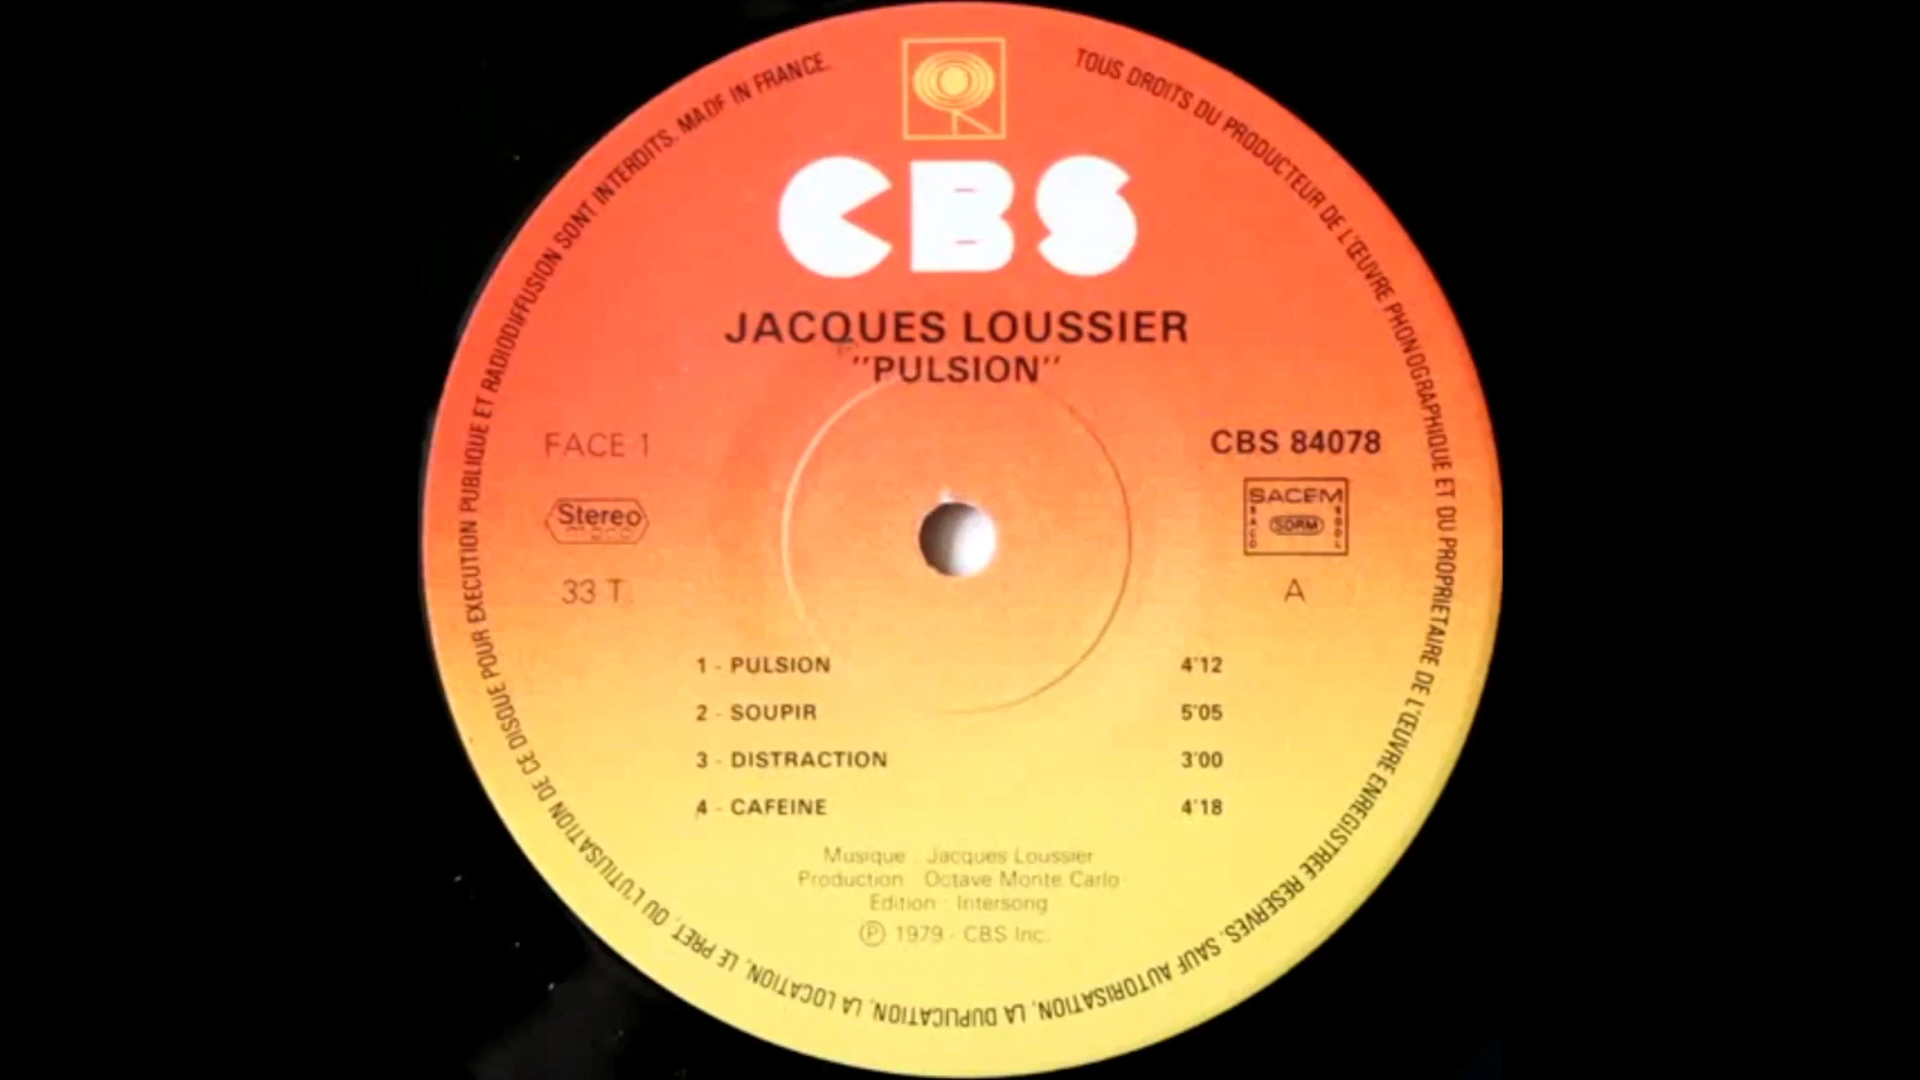 TOUS DROITS DU PRODUCTEUR DE L'ŒUVRE PHONOGRAPHIQUE ET DU PROPRIETAIRE DE L'ŒUVRE ENREGISTREE RESERVES. SAUF AUTORISATION, LA DUPLICATION, LA LOCATION, LE PRET, OU L'UTILISATION DE CE DISQUE POUR EXECUTION PUBLIQUE ET RADIODIFFUSION SONT INTERDITS. MADE IN FRANCE.
CBS
JACQUES LOUSSIER
"PULSION"
FACE 1
CBS 84078
Stereo
SACEM
SACD
SDRM
SGDL
33 T
A
1 - PULSION 4'12
2 - SOUPIR 5'05
3 - DISTRACTION 3'00
4 - CAFEINE 4'18
Musique : Jacques Loussier
Production : Octave Monte Carlo
Edition : Intersong
Ⓟ 1979 - CBS Inc.